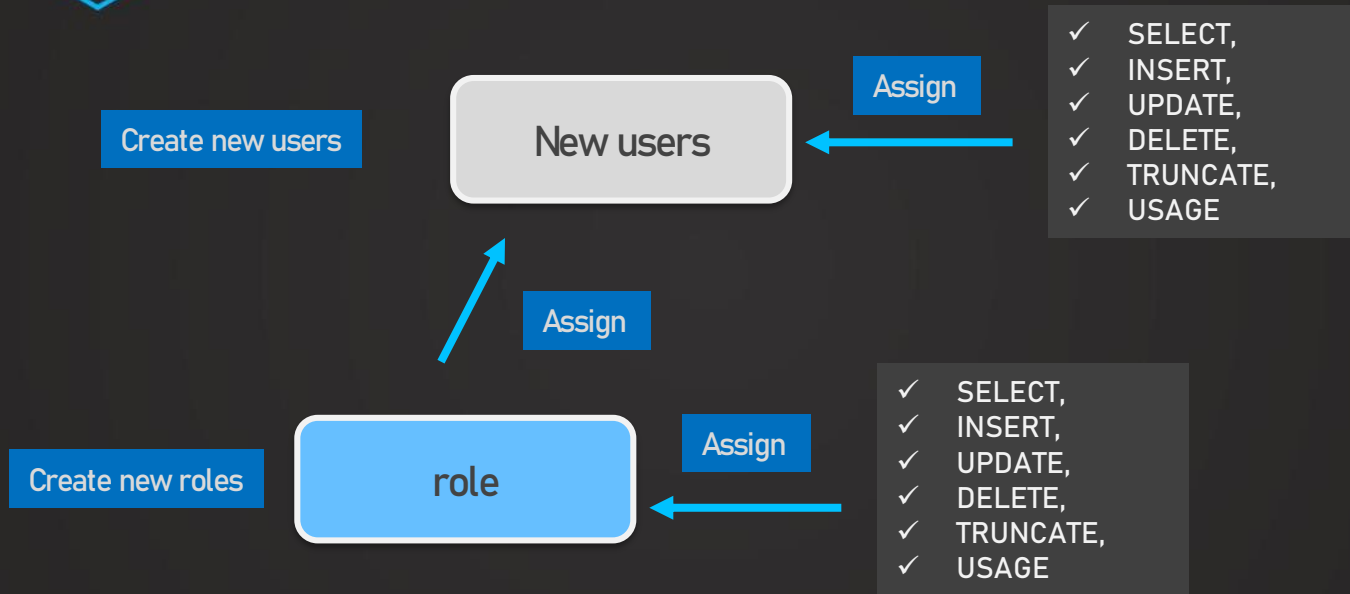 ✓ SELECT,
✓ INSERT,
✓ UPDATE,
✓ DELETE,
✓ TRUNCATE,
✓ USAGE
Assign
New users
Create new users
Assign
✓ SELECT,
✓ INSERT,
✓ UPDATE,
✓ DELETE,
✓ TRUNCATE,
✓ USAGE
Assign
role
Create new roles